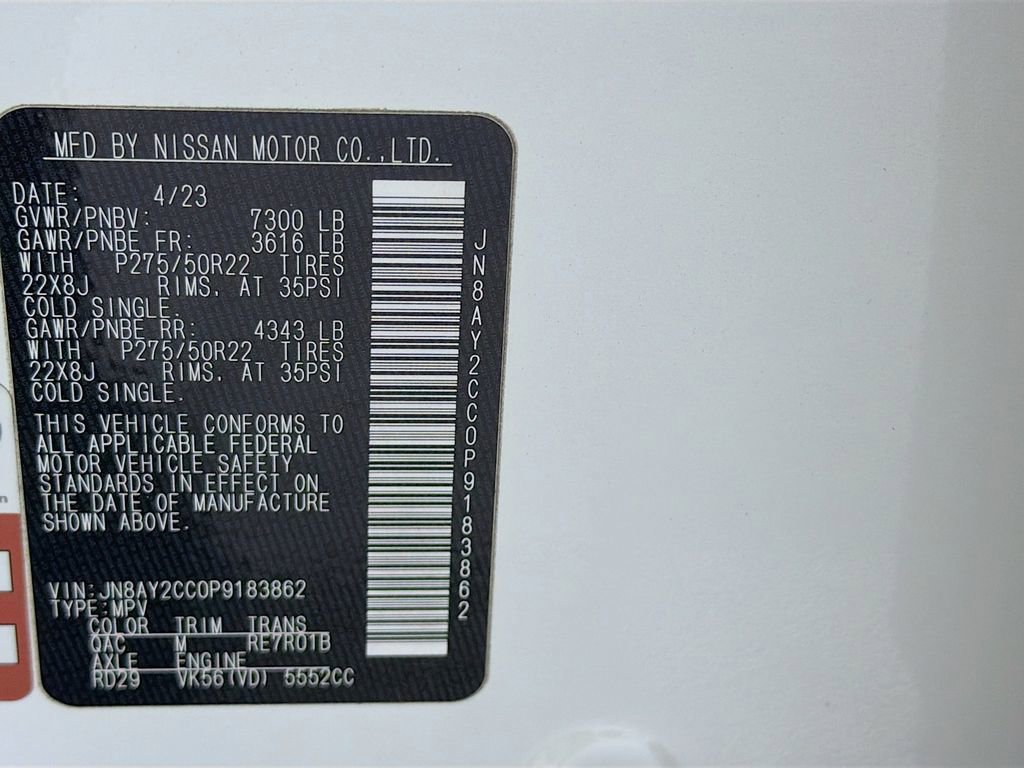 MFD BY NISSAN MOTOR CO.,LTD.
DATE: 4/23
GVWR/PNBV: 7300 LB
GAWR/PNBE FR: 3616 LB
WITH P275/50R22 TIRES
22X8J RIMS, AT 35PSI
COLD SINGLE.
GAWR/PNBE RR: 4343 LB
WITH P275/50R22 TIRES
22X8J RIMS, AT 35PSI
COLD SINGLE.
THIS VEHICLE CONFORMS TO
ALL APPLICABLE FEDERAL
MOTOR VEHICLE SAFETY
STANDARDS IN EFFECT ON
THE DATE OF MANUFACTURE
SHOWN ABOVE.
VIN:JN8AY2CC0P9183862
TYPE:MPV
COLOR TRIM TRANS
QAC M RE7R01B
AXLE ENGINE
RD29 VK56(VD) 5552CC
JN8AY2CC0P9183862